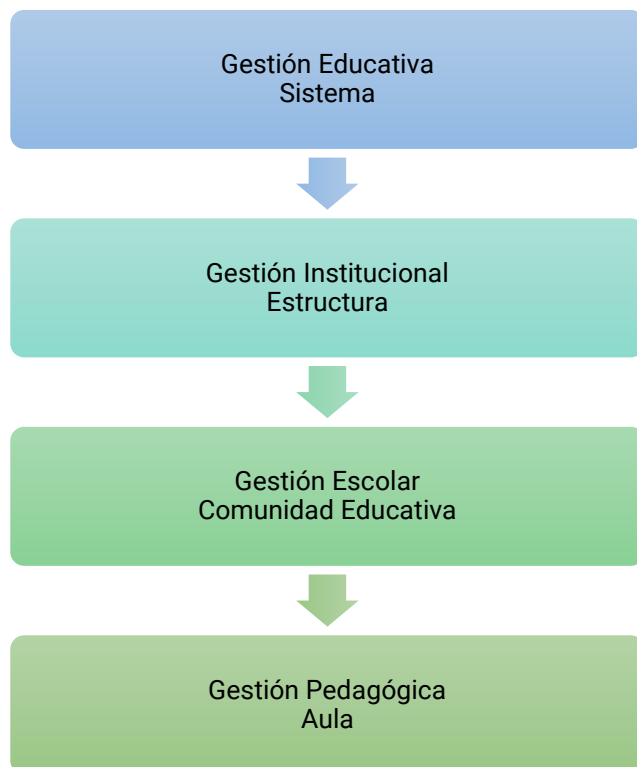 Gestión Educativa
Sistema
Gestión Institucional
Estructura
Gestión Escolar
Comunidad Educativa
Gestión Pedagógica
Aula